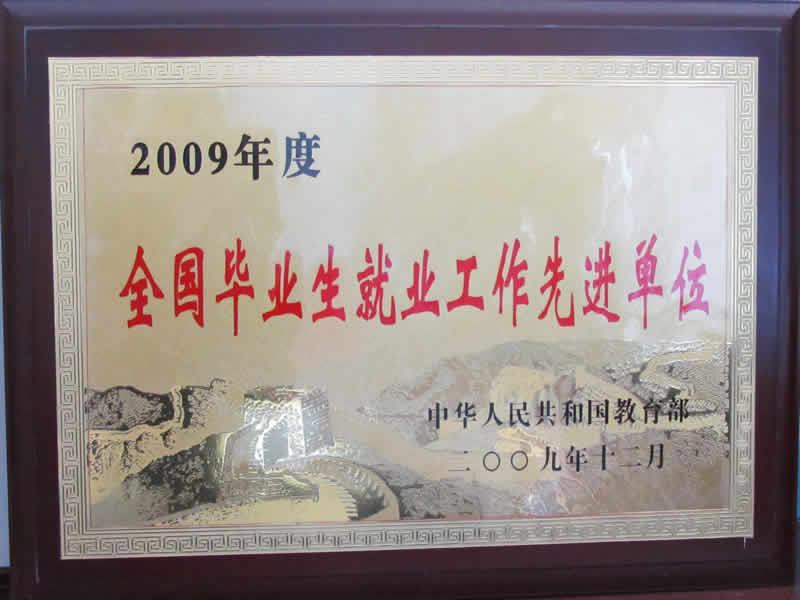 2009年度
全国毕业生就业工作先进单位
中华人民共和国教育部
二〇〇九年十二月